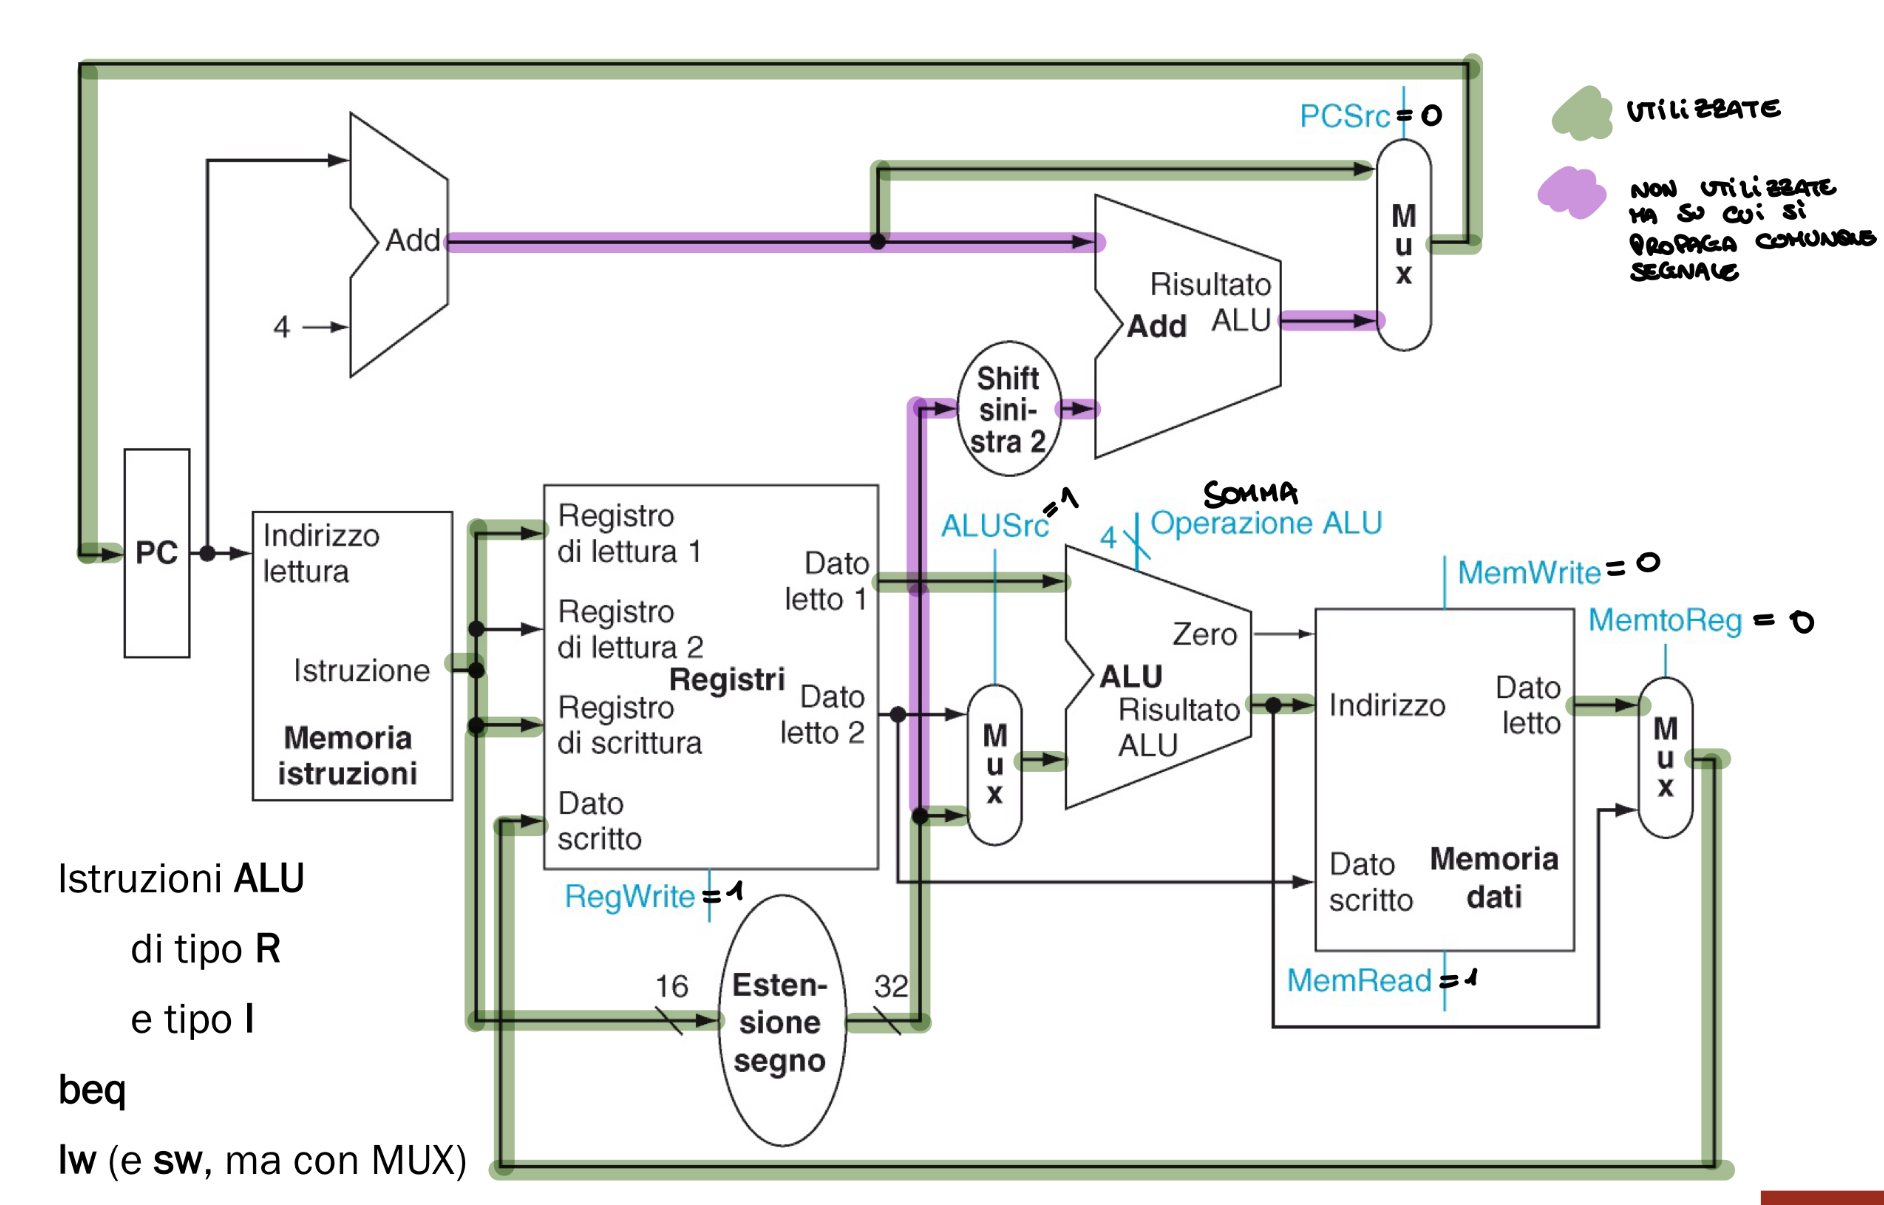 PCSrc = 0
UTILIZZATE
NON UTILIZZATE
MA SU CUI SI
PROPAGA COMUNQUE
SEGNALE
Add
4
M
u
x
Risultato
ALU
Add
Shift
sini-
stra 2
SOMMA
ALUSrc =1
4
Operazione ALU
PC
Indirizzo
lettura
Istruzione
Memoria
istruzioni
Registro
di lettura 1
Registro
di lettura 2
Registri
Registro
di scrittura
Dato
scritto
Dato
letto 1
Dato
letto 2
RegWrite =1
M
u
x
Zero
ALU
Risultato
ALU
MemWrite = 0
MemtoReg = 0
Indirizzo
Dato
letto
Dato
scritto
Memoria
dati
MemRead =1
M
u
x
16
Esten-
sione
segno
32
Istruzioni ALU
di tipo R
e tipo I
beq
lw (e sw, ma con MUX)